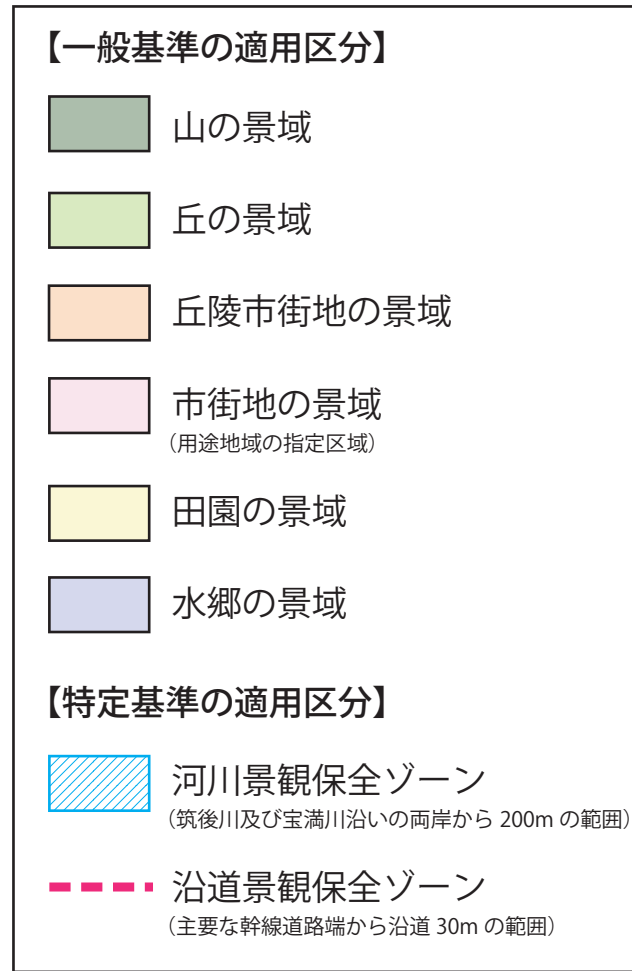 【一般基準の適用区分】
山の景域
丘の景域
丘陵市街地の景域
市街地の景域
（用途地域の指定区域）
田園の景域
水郷の景域
【特定基準の適用区分】
河川景観保全ゾーン
（筑後川及び宝満川沿いの両岸から 200m の範囲）
沿道景観保全ゾーン
（主要な幹線道路端から沿道 30m の範囲）